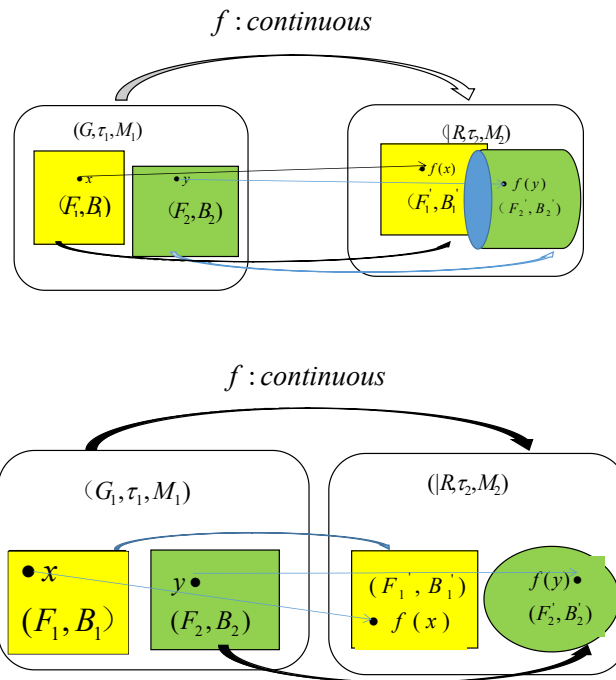 f : continuous
(G,τ₁,M₁)
(|R,τ₂,M₂)
x
y
f(x)
f(y)
(F₁,B₁)
(F₂,B₂)
(F₁',B₁')
(F₂',B₂')
f : continuous
(G₁,τ₁,M₁)
(|R,τ₂,M₂)
x
y
(F₁',B₁')
f(y)
(F₁,B₁)
(F₂,B₂)
f(x)
(F₂',B₂')